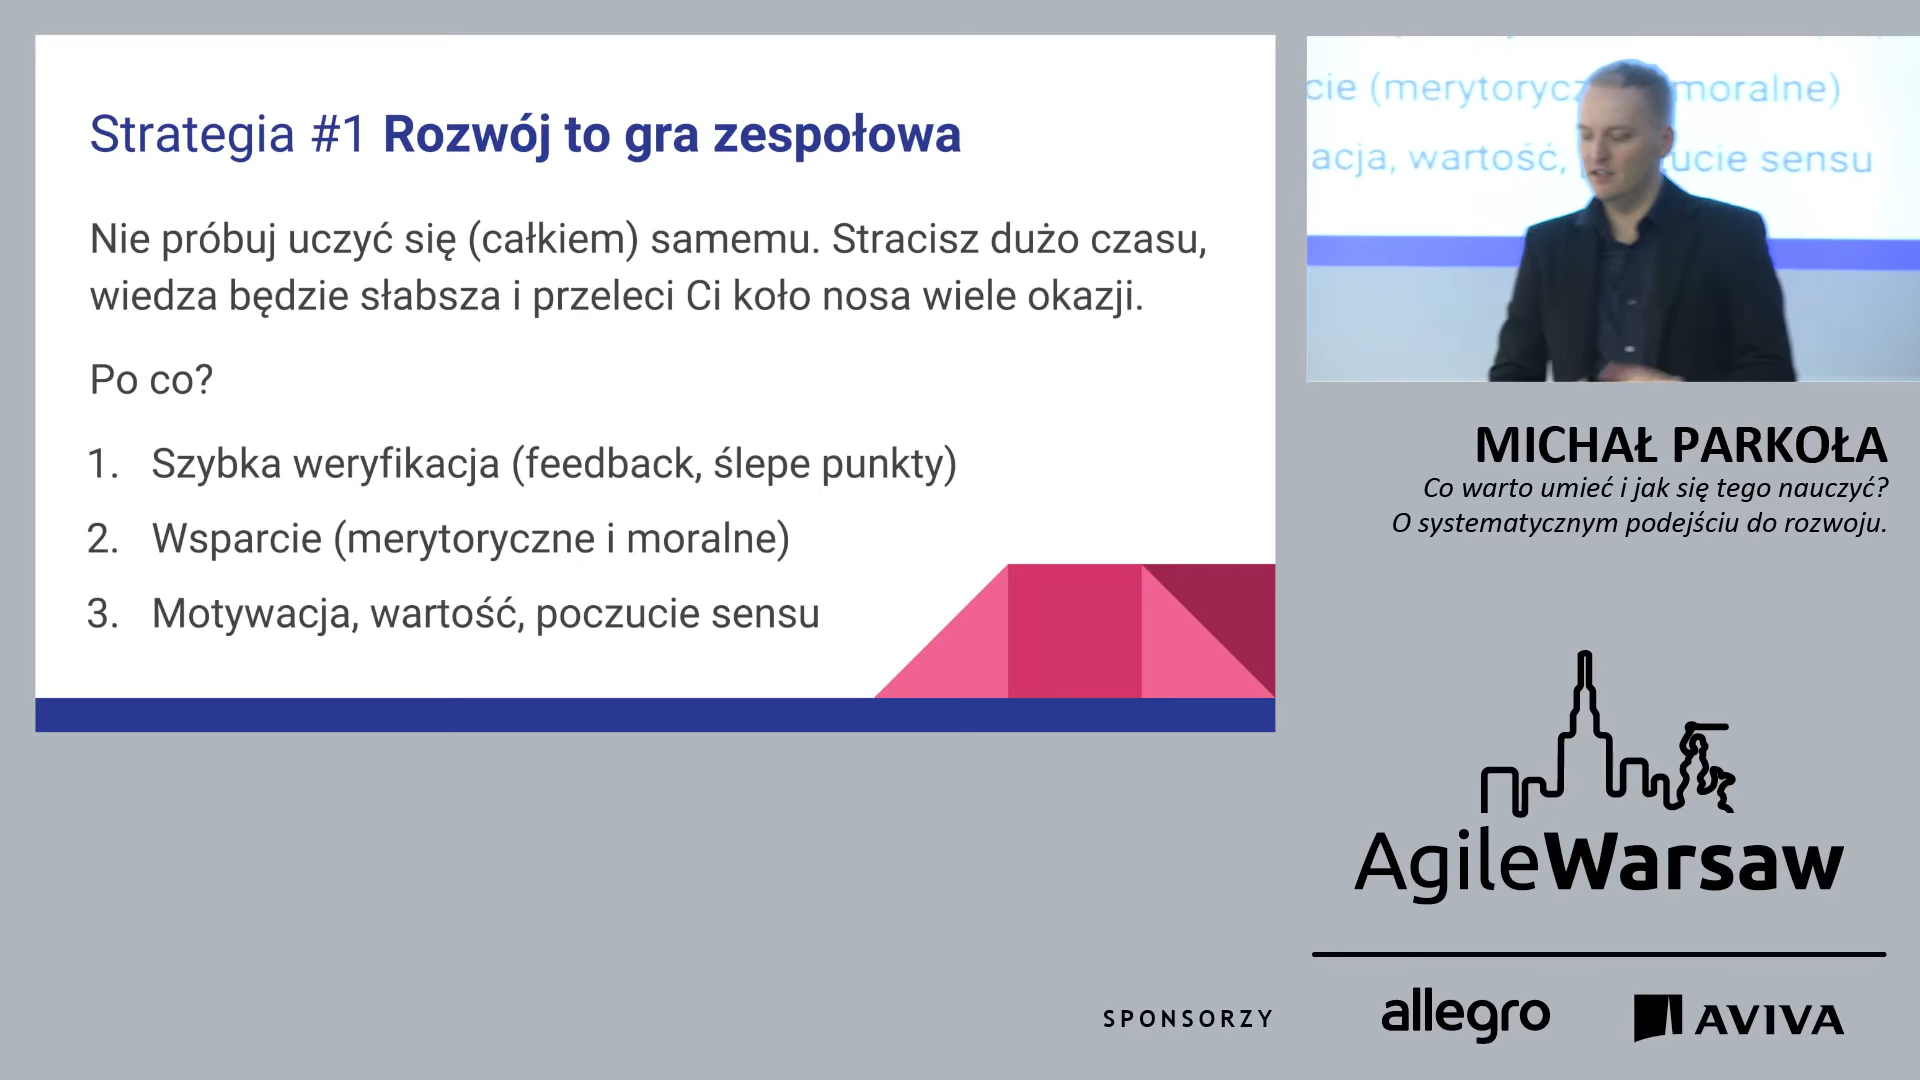 Strategia #1 Rozwój to gra zespołowa
Nie próbuj uczyć się (całkiem) samemu. Stracisz dużo czasu,
wiedza będzie słabsza i przeleci Ci koło nosa wiele okazji.
Po co?
1. Szybka weryfikacja (feedback, ślepe punkty)
2. Wsparcie (merytoryczne i moralne)
3. Motywacja, wartość, poczucie sensu
cie (merytorycz moralne)
acja, wartość, ucie sensu
MICHAŁ PARKOŁA
Co warto umieć i jak się tego nauczyć?
O systematycznym podejściu do rozwoju.
AgileWarsaw
SPONSORZY
allegro
AVIVA